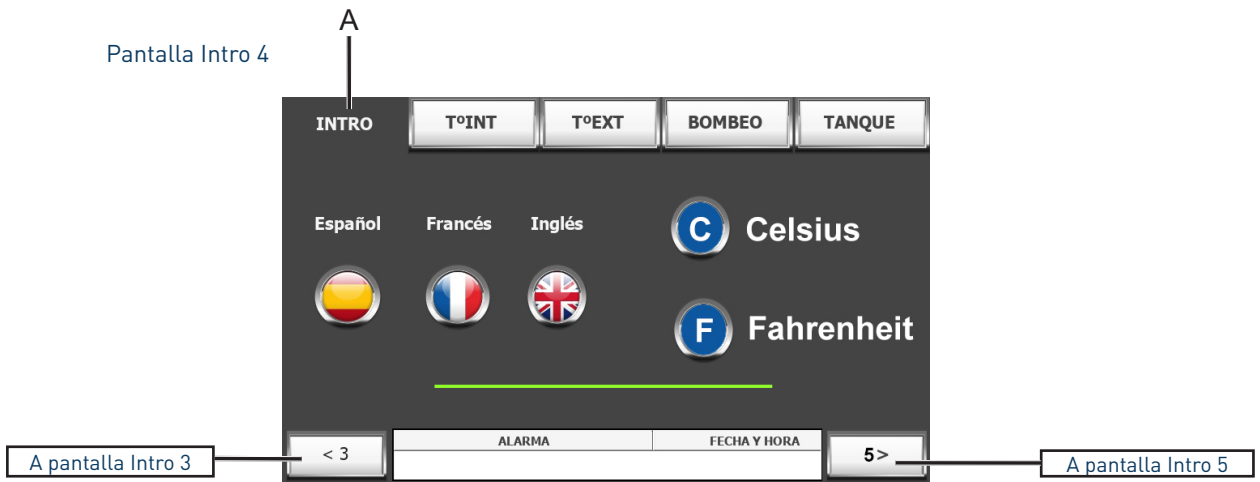 A
Pantalla Intro 4
INTRO TºINT TºEXT BOMBEO TANQUE
Español Francés Inglés
C Celsius
F Fahrenheit
ALARMA FECHA Y HORA
< 3 5>
A pantalla Intro 3 A pantalla Intro 5